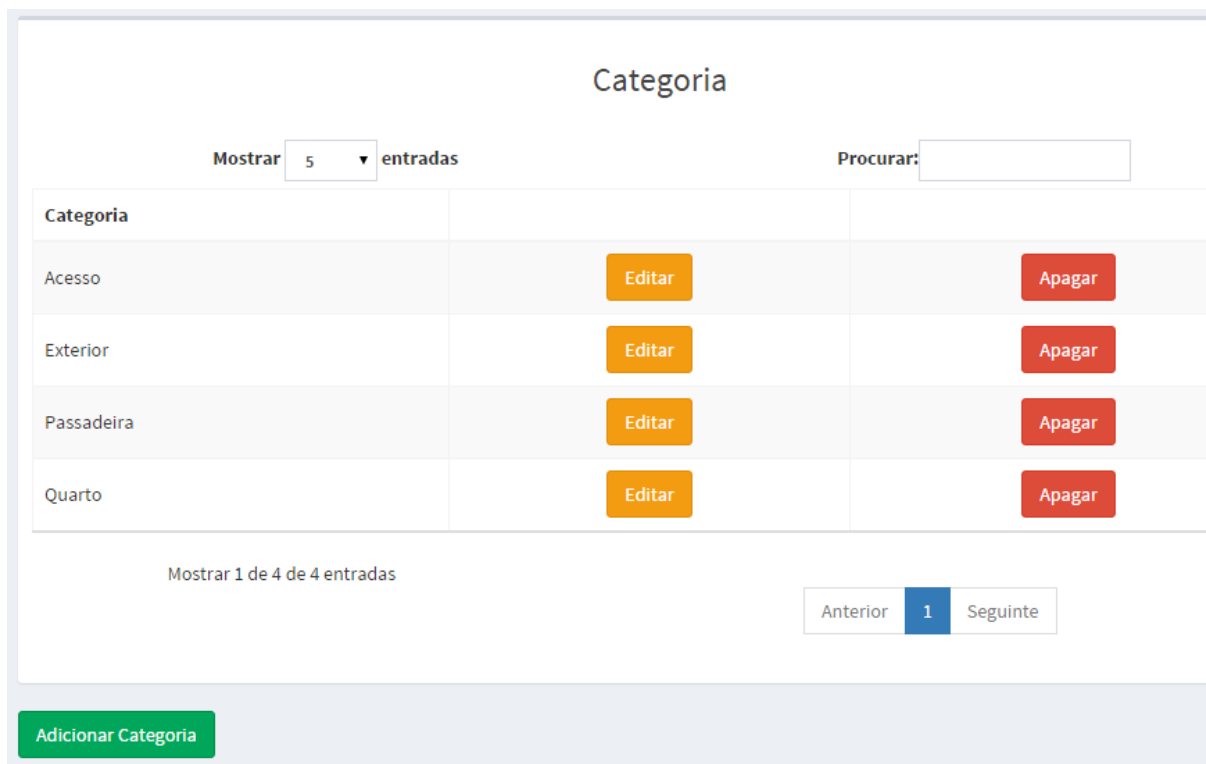 Categoria
Mostrar 5 entradas Procurar:
Categoria
Acesso Editar Apagar
Exterior Editar Apagar
Passadeira Editar Apagar
Quarto Editar Apagar
Mostrar 1 de 4 de 4 entradas
Anterior 1 Seguinte
Adicionar Categoria